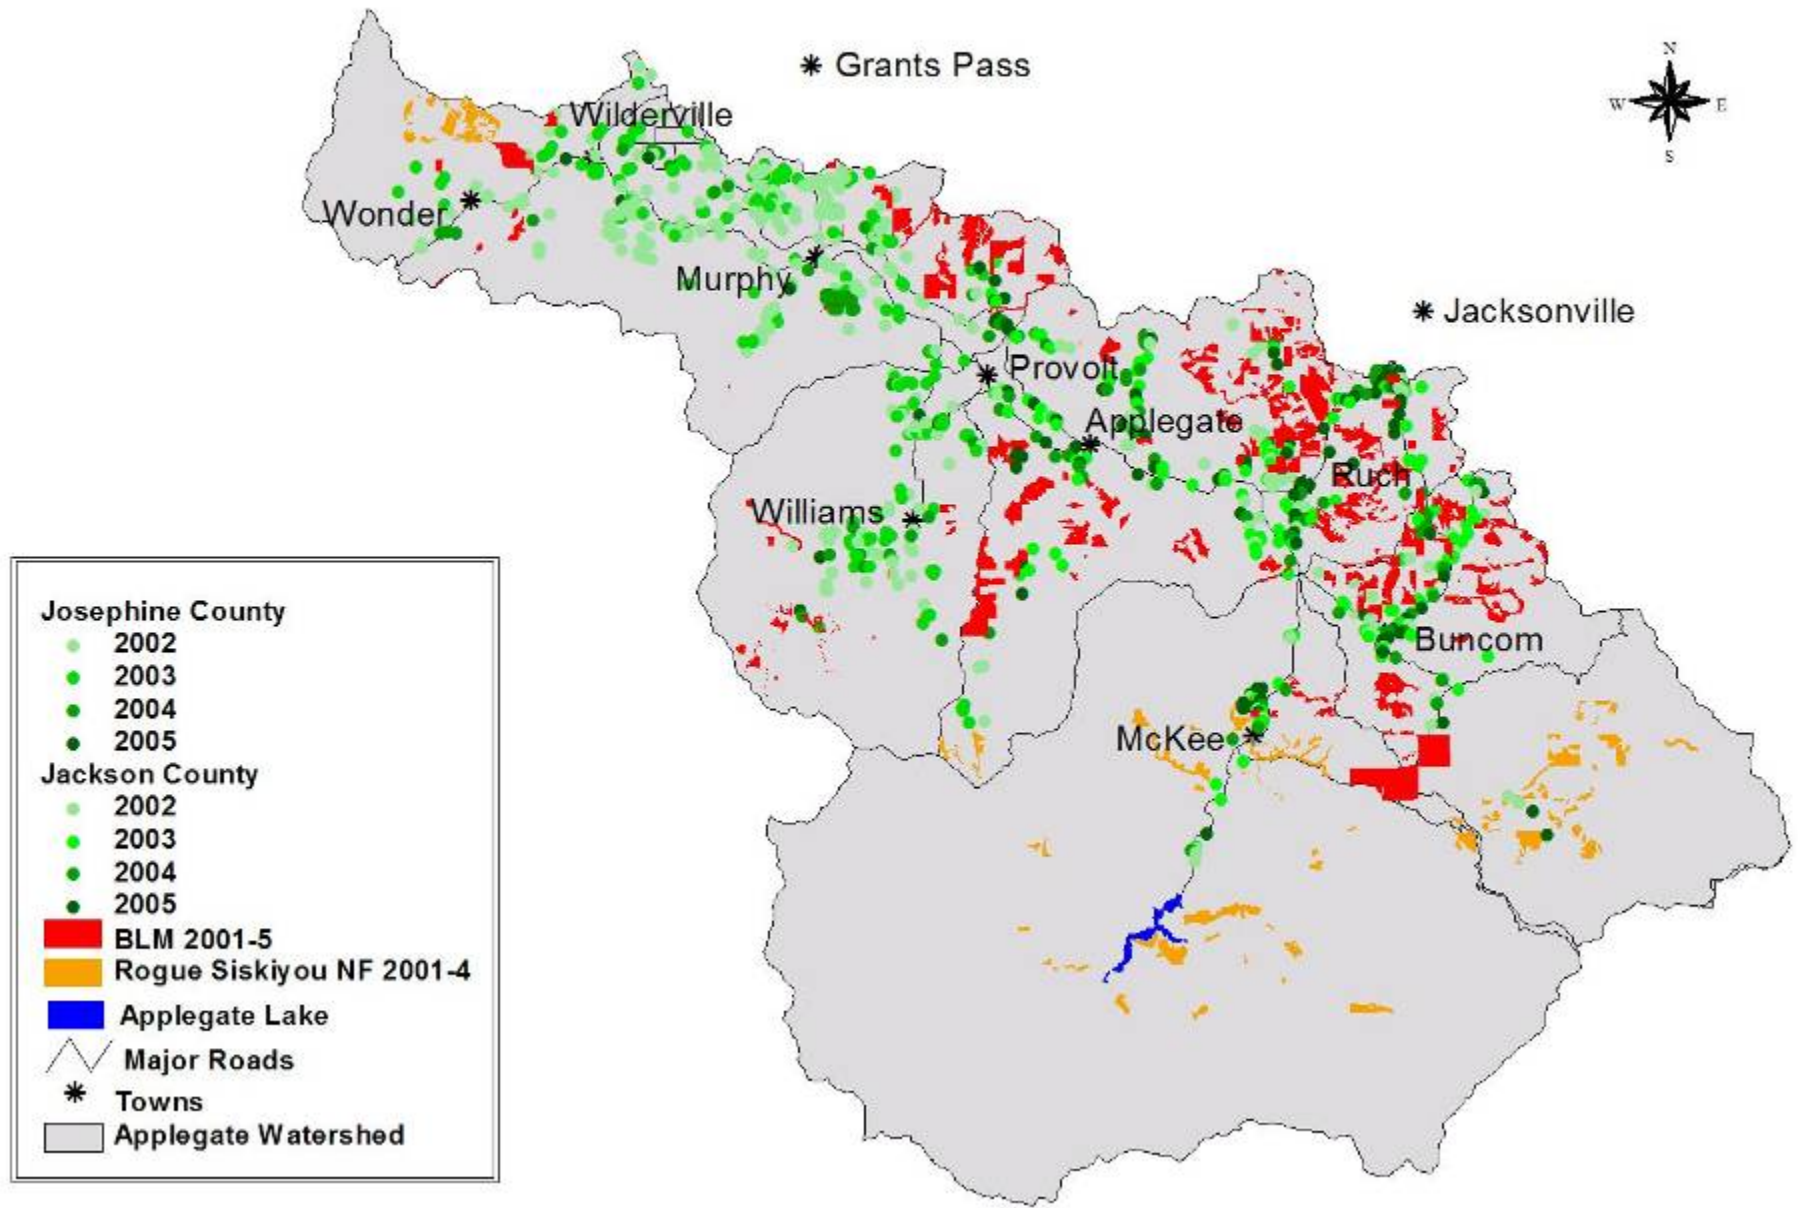 Grants Pass
N
W
E
S
Wilderville
Wonder
Murphy
Jacksonville
Provolt
Applegate
Ruch
Williams
Buncom
McKee
Josephine County
2002
2003
2004
2005
Jackson County
2002
2003
2004
2005
BLM 2001-5
Rogue Siskiyou NF 2001-4
Applegate Lake
Major Roads
Towns
Applegate Watershed